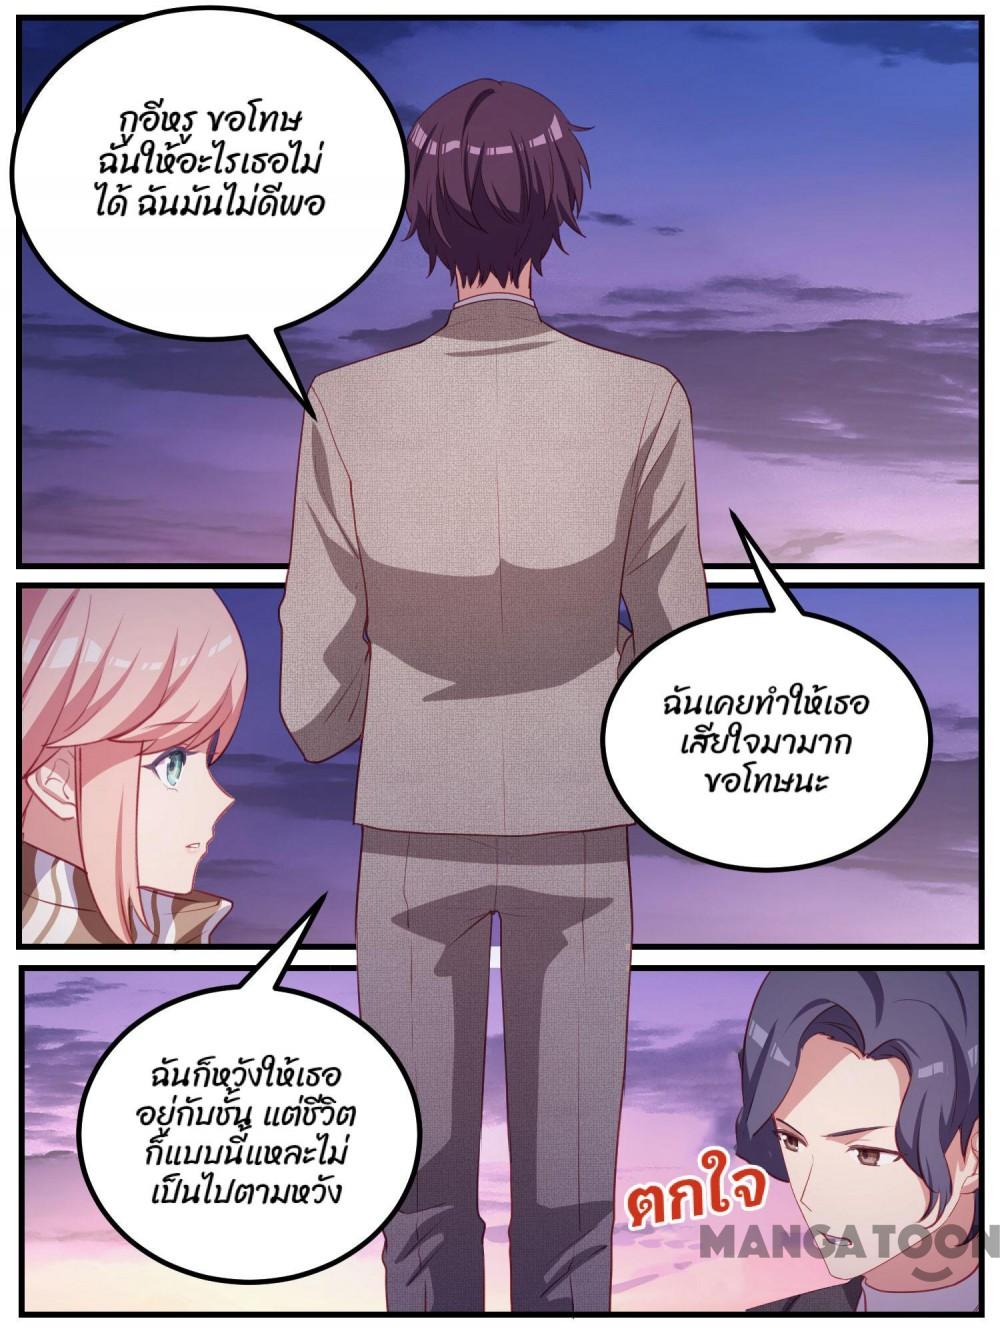 กูอีหรู ขอโทษ
ฉันให้อะไรเธอไม่
ได้ ฉันมันไม่ดีพอ
ฉันเคยทำให้เธอ
เสียใจมามาก
ขอโทษนะ
ฉันก็หวังให้เธอ
อยู่กับชั้น แต่ชีวิต
ก็แบบนี้แหละไม่
เป็นไปตามหวัง
ตกใจ
MANGATOON